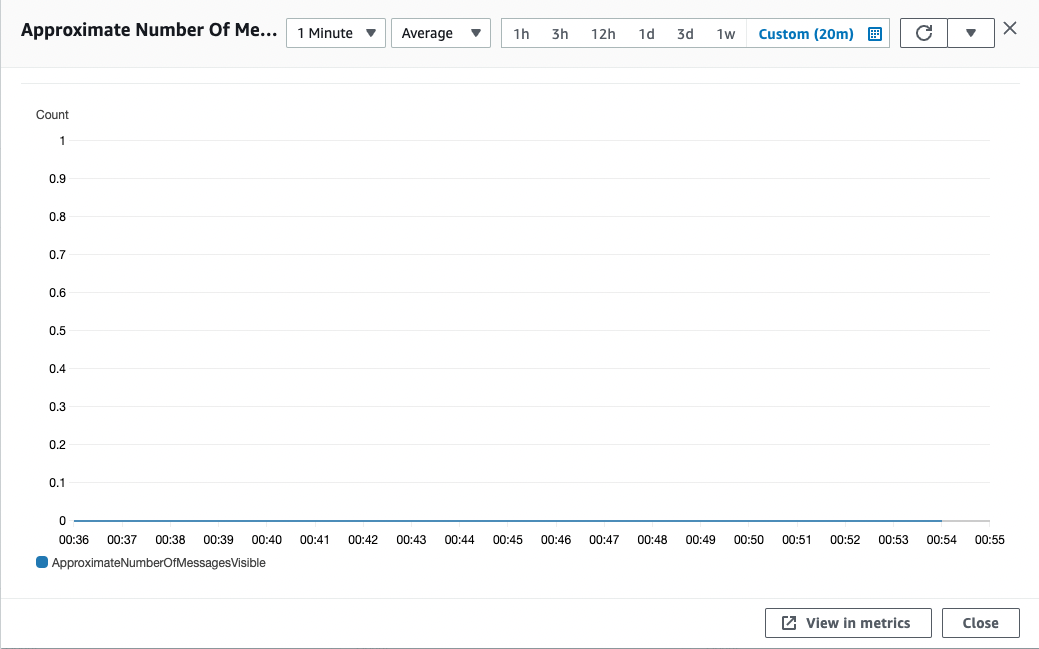 Approximate Number Of Me... 1 Minute Average 1h 3h 12h 1d 3d 1w Custom (20m)
Count
1
0.9
0.8
0.7
0.6
0.5
0.4
0.3
0.2
0.1
0
00:36 00:37 00:38 00:39 00:40 00:41 00:42 00:43 00:44 00:45 00:46 00:47 00:48 00:49 00:50 00:51 00:52 00:53 00:54 00:55
ApproximateNumberOfMessagesVisible
View in metrics Close